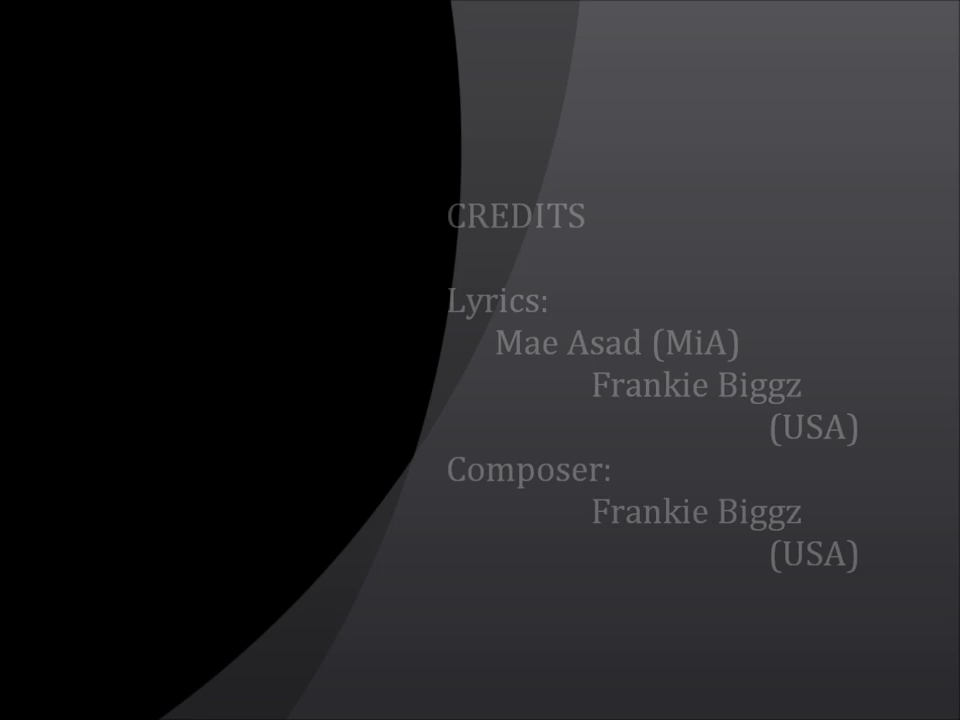 CREDITS
Lyrics:
Mae Asad (MiA)
Frankie Biggz
(USA)
Composer:
Frankie Biggz
(USA)